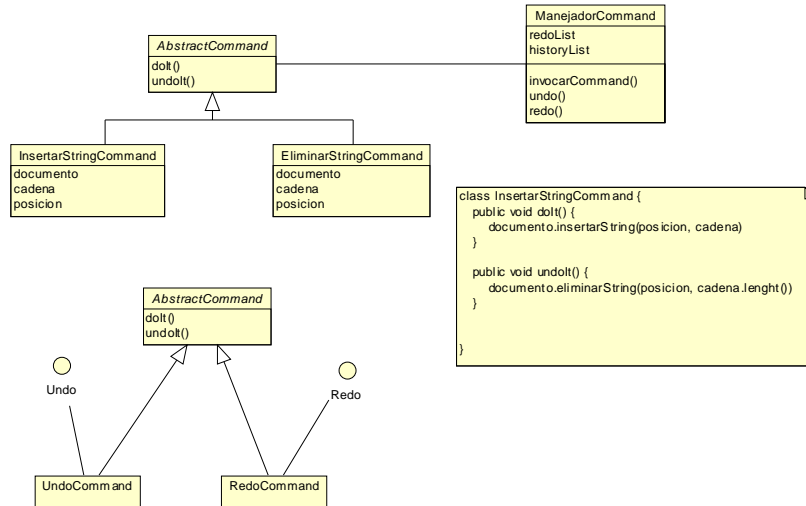 AbstractCommand
doIt()
undoIt()
ManejadorCommand
redoList
historyList
invocarCommand()
undo()
redo()
InsertarStringCommand
documento
cadena
posicion
EliminarStringCommand
documento
cadena
posicion
class InsertarStringCommand {
public void doIt() {
documento.insertarString(posicion, cadena)
}
public void undoIt() {
documento.eliminarString(posicion, cadena.lenght())
}
}
AbstractCommand
doIt()
undoIt()
Undo
Redo
UndoCommand
RedoCommand